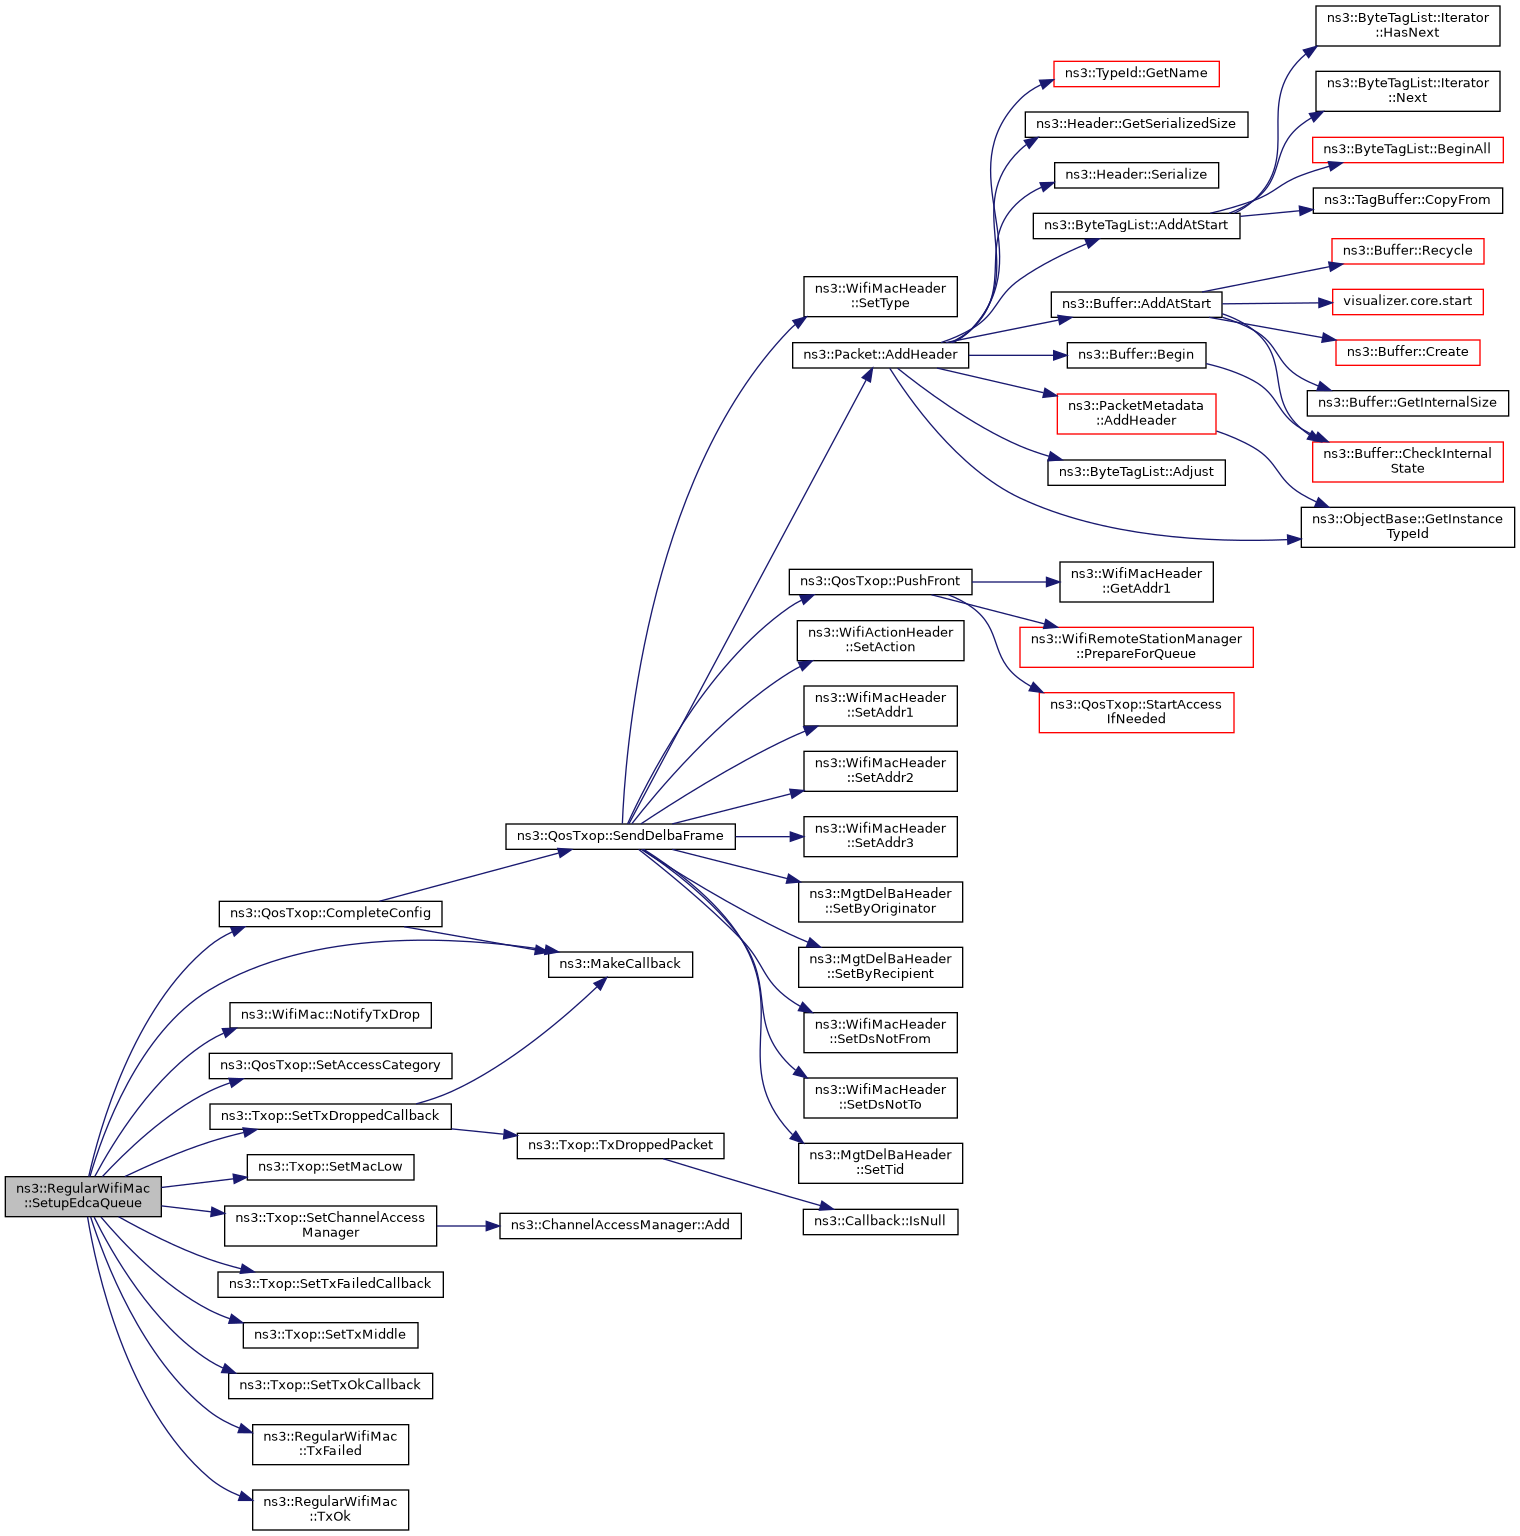 ns3::RegularWifiMac
::SetupEdcaQueue
ns3::QosTxop::CompleteConfig
ns3::WifiMac::NotifyTxDrop
ns3::QosTxop::SetAccessCategory
ns3::Txop::SetTxDroppedCallback
ns3::Txop::SetMacLow
ns3::Txop::SetChannelAccess
Manager
ns3::Txop::SetTxFailedCallback
ns3::Txop::SetTxMiddle
ns3::Txop::SetTxOkCallback
ns3::RegularWifiMac
::TxFailed
ns3::RegularWifiMac
::TxOk
ns3::QosTxop::SendDelbaFrame
ns3::MakeCallback
ns3::Txop::TxDroppedPacket
ns3::ChannelAccessManager::Add
ns3::WifiMacHeader
::SetType
ns3::Packet::AddHeader
ns3::QosTxop::PushFront
ns3::WifiActionHeader
::SetAction
ns3::WifiMacHeader
::SetAddr1
ns3::WifiMacHeader
::SetAddr2
ns3::WifiMacHeader
::SetAddr3
ns3::MgtDelBaHeader
::SetByOriginator
ns3::MgtDelBaHeader
::SetByRecipient
ns3::WifiMacHeader
::SetDsNotFrom
ns3::WifiMacHeader
::SetDsNotTo
ns3::MgtDelBaHeader
::SetTid
ns3::Callback::IsNull
ns3::TypeId::GetName
ns3::Header::GetSerializedSize
ns3::Header::Serialize
ns3::ByteTagList::AddAtStart
ns3::Buffer::AddAtStart
ns3::Buffer::Begin
ns3::PacketMetadata
::AddHeader
ns3::ByteTagList::Adjust
ns3::WifiMacHeader
::GetAddr1
ns3::WifiRemoteStationManager
::PrepareForQueue
ns3::QosTxop::StartAccess
IfNeeded
ns3::ByteTagList::Iterator
::HasNext
ns3::ByteTagList::Iterator
::Next
ns3::ByteTagList::BeginAll
ns3::TagBuffer::CopyFrom
ns3::Buffer::Recycle
visualizer.core.start
ns3::Buffer::Create
ns3::Buffer::GetInternalSize
ns3::Buffer::CheckInternal
State
ns3::ObjectBase::GetInstance
TypeId